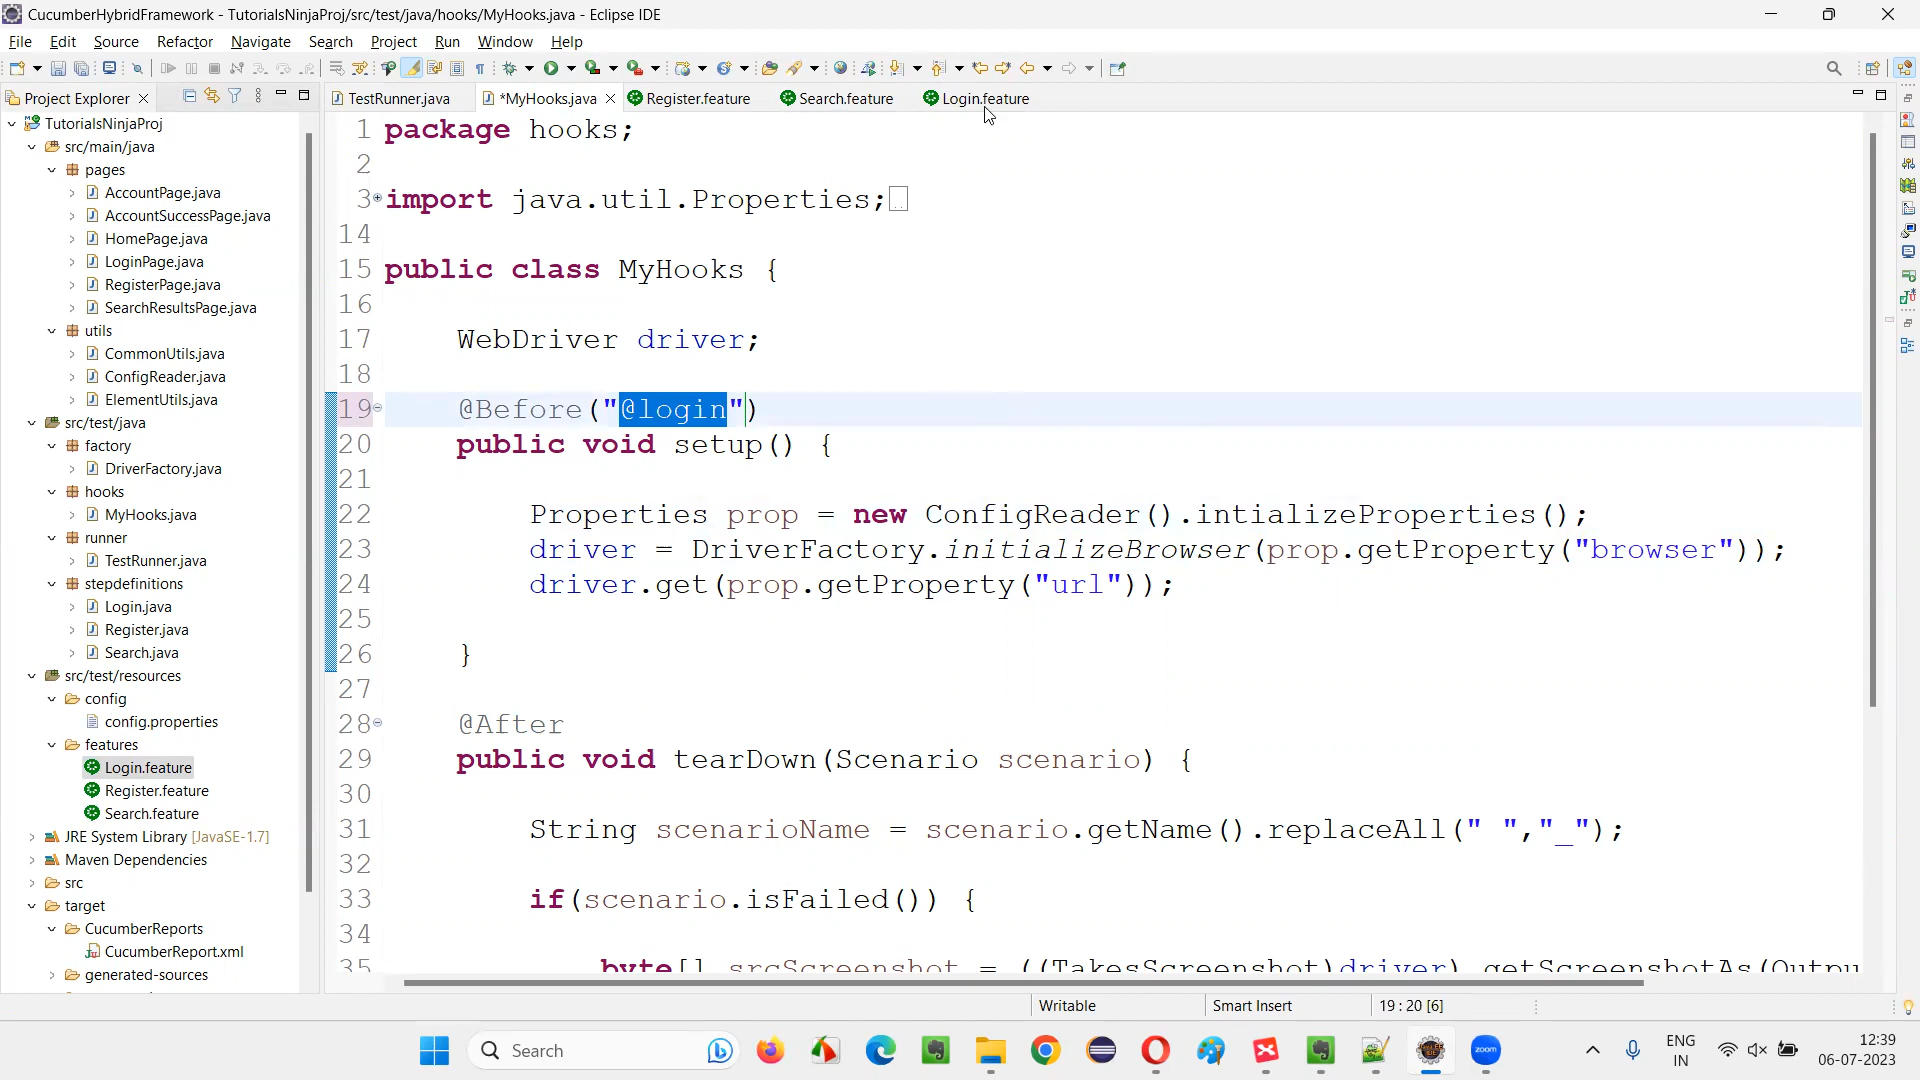 CucumberHybridFramework - TutorialsNinjaProj/src/test/java/hooks/MyHooks.java - Eclipse IDE
File Edit Source Refactor Navigate Search Project Run Window Help
Project Explorer
TutorialsNinjaProj
src/main/java
pages
AccountPage.java
AccountSuccessPage.java
HomePage.java
LoginPage.java
RegisterPage.java
SearchResultsPage.java
utils
CommonUtils.java
ConfigReader.java
ElementUtils.java
src/test/java
factory
DriverFactory.java
hooks
MyHooks.java
runner
TestRunner.java
stepdefinitions
Login.java
Register.java
Search.java
src/test/resources
config
config.properties
features
Login.feature
Register.feature
Search.feature
JRE System Library [JavaSE-1.7]
Maven Dependencies
src
target
CucumberReports
CucumberReport.xml
generated-sources
TestRunner.java *MyHooks.java Register.feature Search.feature Login.feature
1 package hooks;
2
3 import java.util.Properties;
14
15 public class MyHooks {
16
17 WebDriver driver;
18
19 @Before("@login")
20 public void setup() {
21
22 Properties prop = new ConfigReader().intializeProperties();
23 driver = DriverFactory.initializeBrowser(prop.getProperty("browser"));
24 driver.get(prop.getProperty("url"));
25
26 }
27
28 @After
29 public void tearDown(Scenario scenario) {
30
31 String scenarioName = scenario.getName().replaceAll(" ","_");
32
33 if(scenario.isFailed()) {
34
35 byte[] srcScreenshot = ((TakesScreenshot)driver).getScreenshotAs(Outpu
Writable Smart Insert 19 : 20 [6]
Search
zoom
ENG
IN
12:39
06-07-2023